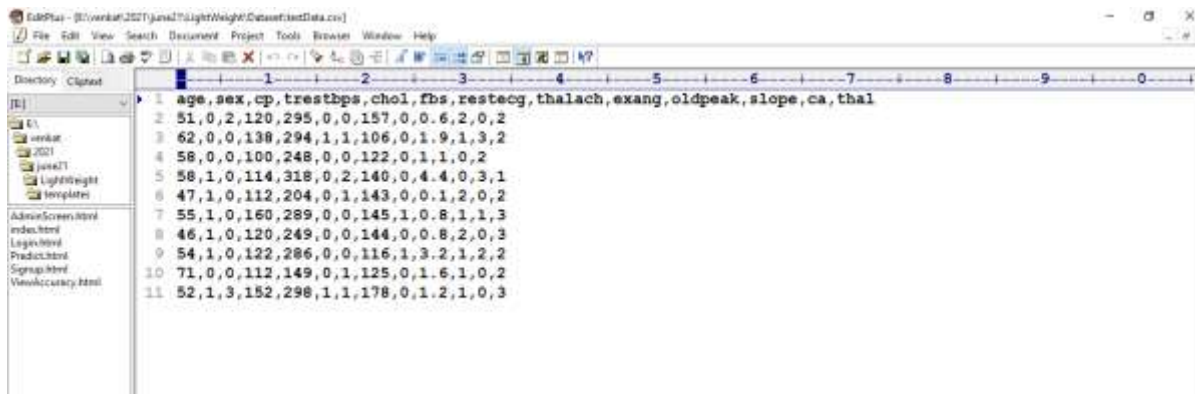 EditPlus - [E:\venkat\2021\june21\LightWeight\Dataset\testData.csv]
File Edit View Search Document Project Tools Browser Window Help
Directory Cliptext
----+----1----+----2----+----3----+----4----+----5----+----6----+----7----+----8----+----9----+----0----+
[E:]
E:\
venkat
2021
june21
LightWeight
templates
AdminScreen.html
index.html
Login.html
Predict.html
Signup.html
ViewAccuracy.html
1 age,sex,cp,trestbps,chol,fbs,restecg,thalach,exang,oldpeak,slope,ca,thal
2 51,0,2,120,295,0,0,157,0,0.6,2,0,2
3 62,0,0,138,294,1,1,106,0,1.9,1,3,2
4 58,0,0,100,248,0,0,122,0,1,1,0,2
5 58,1,0,114,318,0,2,140,0,4.4,0,3,1
6 47,1,0,112,204,0,1,143,0,0.1,2,0,2
7 55,1,0,160,289,0,0,145,1,0.8,1,1,3
8 46,1,0,120,249,0,0,144,0,0.8,2,0,3
9 54,1,0,122,286,0,0,116,1,3.2,1,2,2
10 71,0,0,112,149,0,1,125,0,1.6,1,0,2
11 52,1,3,152,298,1,1,178,0,1.2,1,0,3